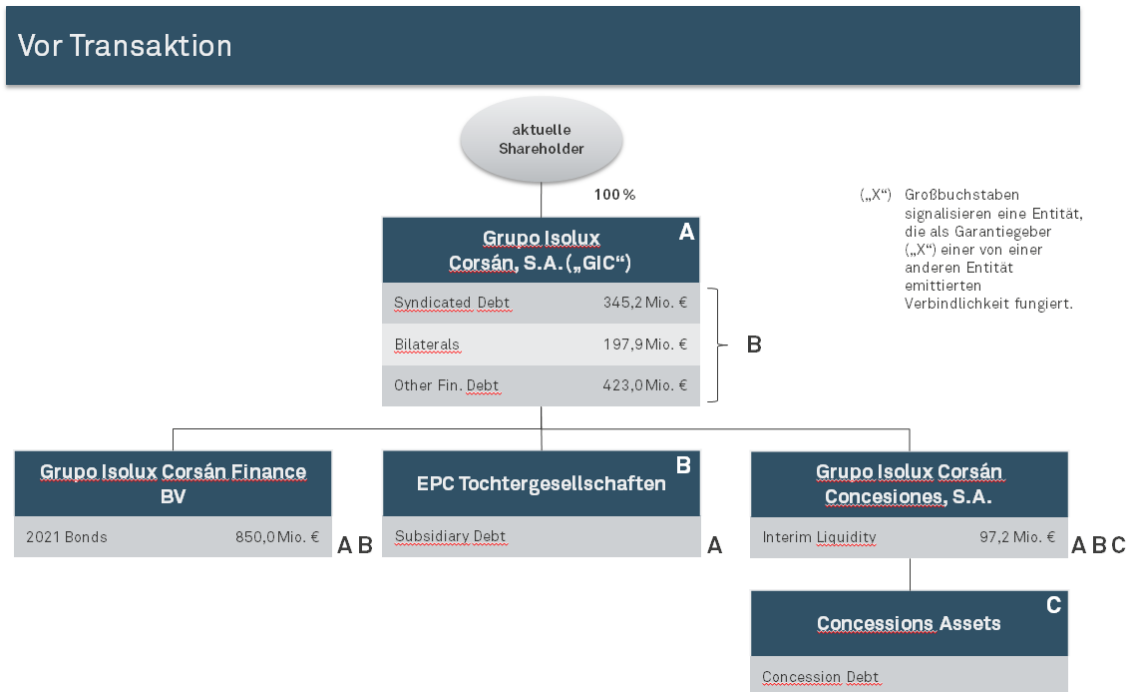 Vor Transaktion
aktuelle
Shareholder
100 %
(„X“) Großbuchstaben
signalisieren eine Entität,
die als Garantiegeber
(„X“) einer von einer
anderen Entität
emittierten
Verbindlichkeit fungiert.
Grupo Isolux A
Corsán, S.A. („GIC“)
Syndicated Debt 345,2 Mio. €
Bilaterals 197,9 Mio. €
B
Other Fin. Debt 423,0 Mio. €
Grupo Isolux Corsán Finance
BV
2021 Bonds 850,0 Mio. € A B
EPC Tochtergesellschaften B
Subsidiary Debt A
Grupo Isolux Corsán
Concesiones, S.A.
Interim Liquidity 97,2 Mio. € A B C
Concessions Assets C
Concession Debt